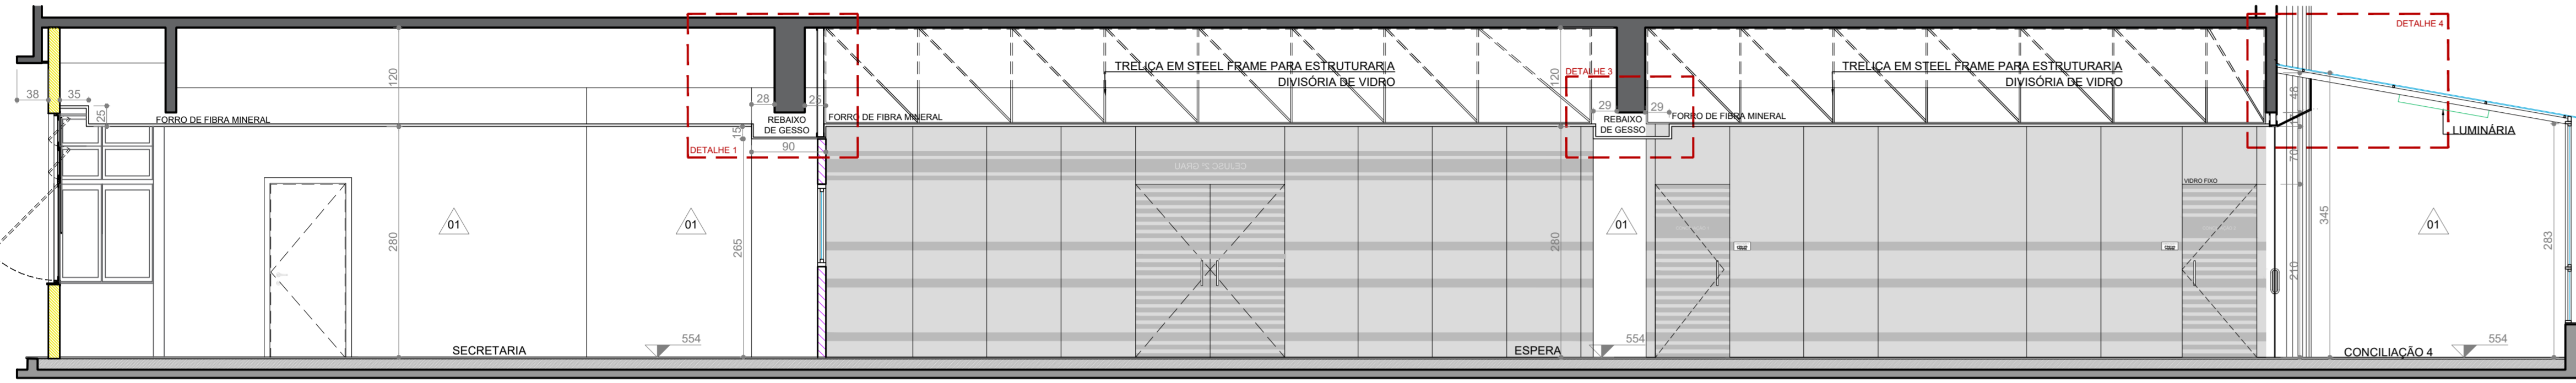 DETALHE 4
TRELIÇA EM STEEL FRAME PARA ESTRUTURAR A
DIVISÓRIA DE VIDRO
TRELIÇA EM STEEL FRAME PARA ESTRUTURAR A
DIVISÓRIA DE VIDRO
120
120
DETALHE 3
38
35
25
28
25
29
29
48
FORRO DE FIBRA MINERAL
REBAIXO
DE GESSO
FORRO DE FIBRA MINERAL
REBAIXO
DE GESSO
FORRO DE FIBRA MINERAL
LUMINÁRIA
15
DETALHE 1
90
70
CEJUSC 2º GRAU
VIDRO FIXO
01
01
01
01
280
265
280
210
345
283
554
554
554
SECRETARIA
ESPERA
CONCILIAÇÃO 4